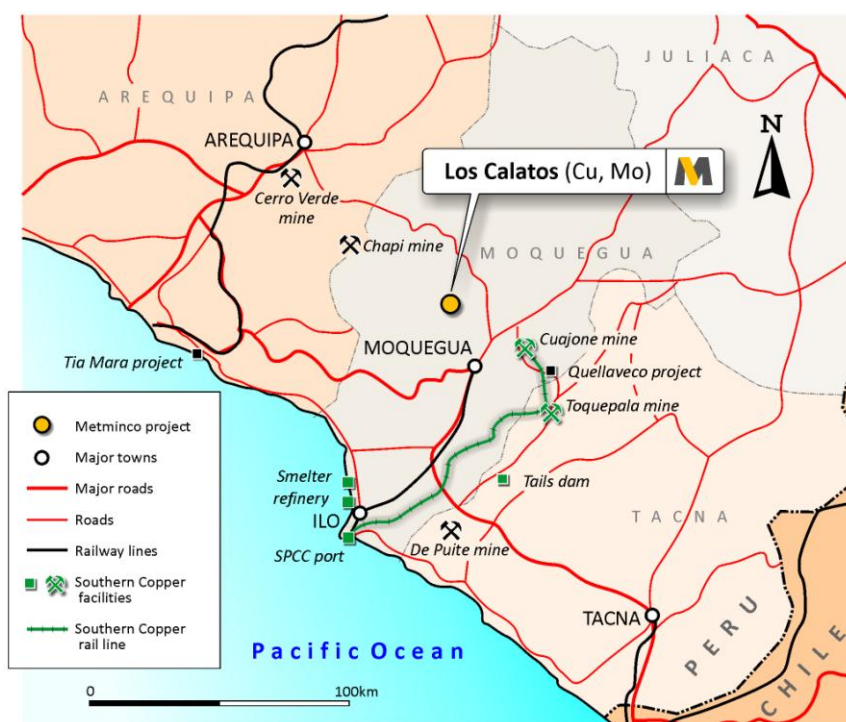 JULIACA
AREQUIPA
AREQUIPA
N
Los Calatos (Cu, Mo)
Cerro Verde
mine
Chapi mine
MOQUEGUA
Cuajone mine
MOQUEGUA
Tia Mara project
Quellaveco project
Toquepala mine
Metminco project
Major towns
Major roads
Roads
Railway lines
Southern Copper
facilities
Southern Copper
rail line
Smelter
refinery
Tails dam
ILO
TACNA
SPCC port
De Puite mine
TACNA
PERU
CHILE
Pacific Ocean
0
100km